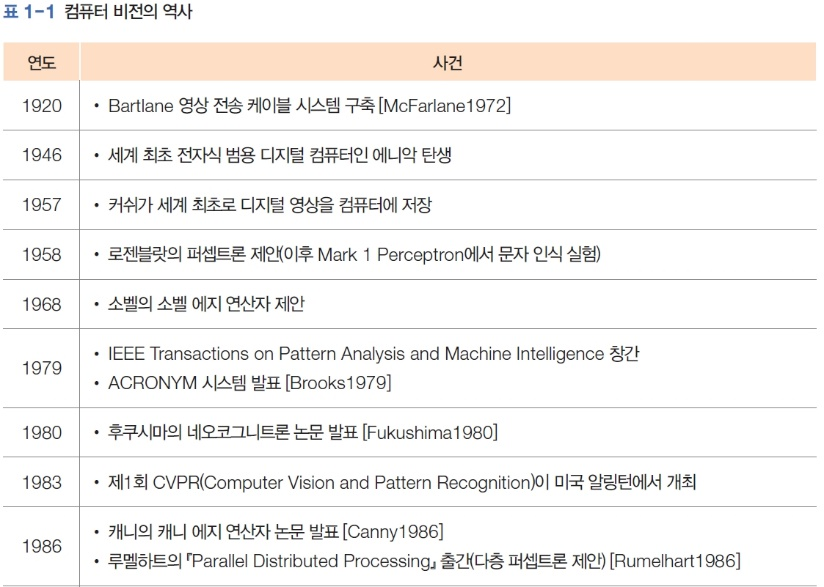 표 1-1 컴퓨터 비전의 역사
연도 사건
1920 • Bartlane 영상 전송 케이블 시스템 구축 [McFarlane1972]
1946 • 세계 최초 전자식 범용 디지털 컴퓨터인 에니악 탄생
1957 • 커쉬가 세계 최초로 디지털 영상을 컴퓨터에 저장
1958 • 로젠블랏의 퍼셉트론 제안(이후 Mark 1 Perceptron에서 문자 인식 실험)
1968 • 소벨의 소벨 에지 연산자 제안
1979 • IEEE Transactions on Pattern Analysis and Machine Intelligence 창간
• ACRONYM 시스템 발표 [Brooks1979]
1980 • 후쿠시마의 네오코그니트론 논문 발표 [Fukushima1980]
1983 • 제1회 CVPR(Computer Vision and Pattern Recognition)이 미국 알링턴에서 개최
1986 • 캐니의 캐니 에지 연산자 논문 발표 [Canny1986]
• 루멜하트의 『Parallel Distributed Processing』 출간(다층 퍼셉트론 제안) [Rumelhart1986]